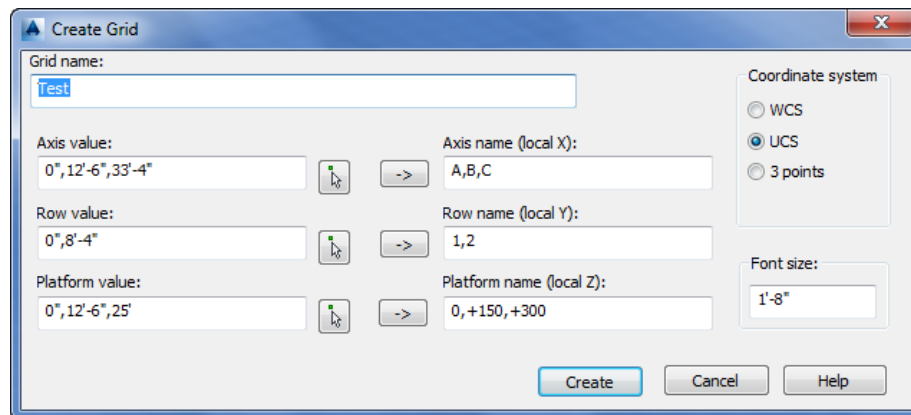 Create Grid
Grid name:
Test
Coordinate system
WCS
UCS
3 points
Axis value:
Axis name (local X):
0",12'-6",33'-4"
->
A,B,C
Row value:
Row name (local Y):
0",8'-4"
->
1,2
Platform value:
Platform name (local Z):
0",12'-6",25'
->
0,+150,+300
Font size:
1'-8"
Create
Cancel
Help